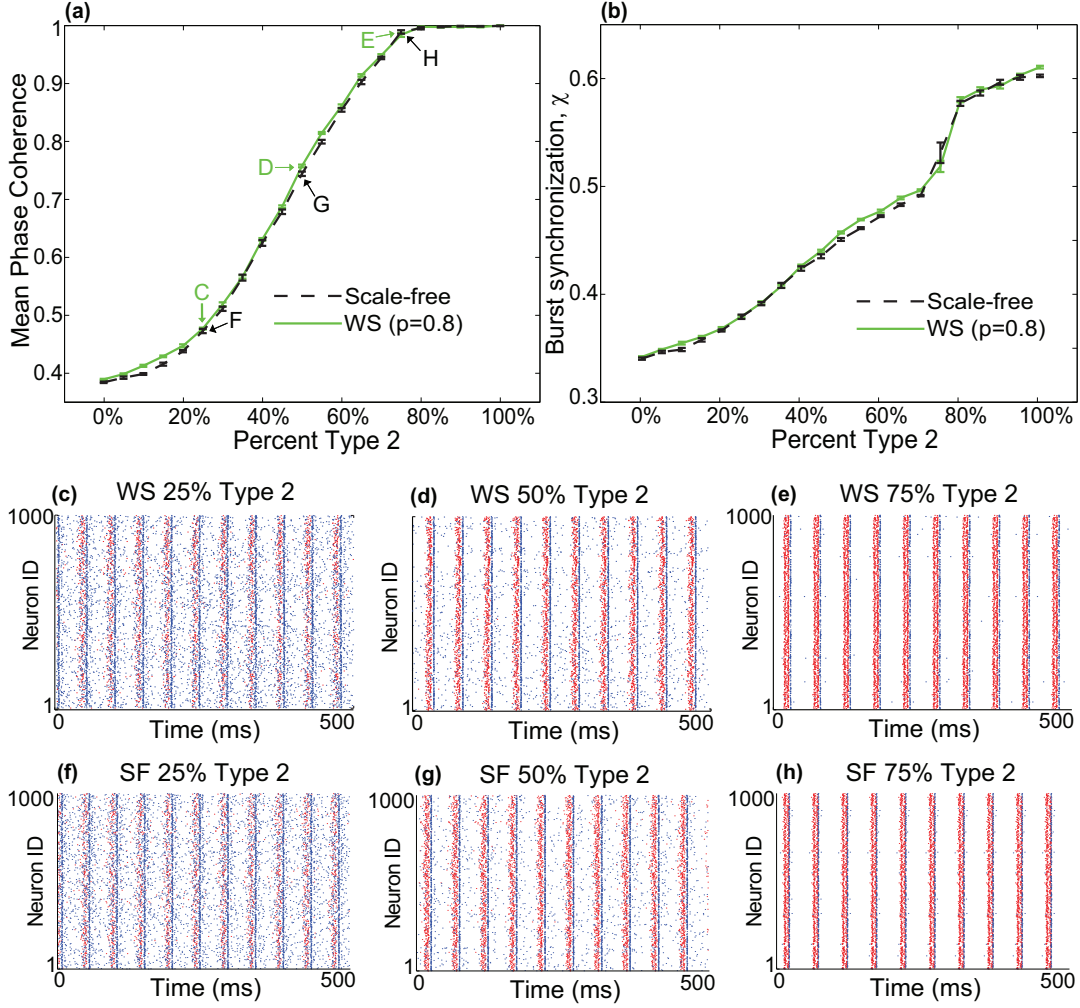 (a)
Mean Phase Coherence
1
0.9
0.8
0.7
0.6
0.5
0.4
E
H
D
G
C
F
Scale-free
WS (p=0.8)
0%
20%
40%
60%
80%
100%
Percent Type 2
(b)
Burst synchronization, χ
0.6
0.5
0.4
0.3
Scale-free
WS (p=0.8)
0%
20%
40%
60%
80%
100%
Percent Type 2
(c) WS 25% Type 2
1000
Neuron ID
1
0
500
Time (ms)
(d) WS 50% Type 2
Neuron ID
1
0
500
Time (ms)
(e) WS 75% Type 2
1000
Neuron ID
1
0
500
Time (ms)
(f) SF 25% Type 2
1000
Neuron ID
1
0
500
Time (ms)
(g) SF 50% Type 2
1000
Neuron ID
1
0
500
Time (ms)
(h) SF 75% Type 2
1000
Neuron ID
1
0
500
Time (ms)